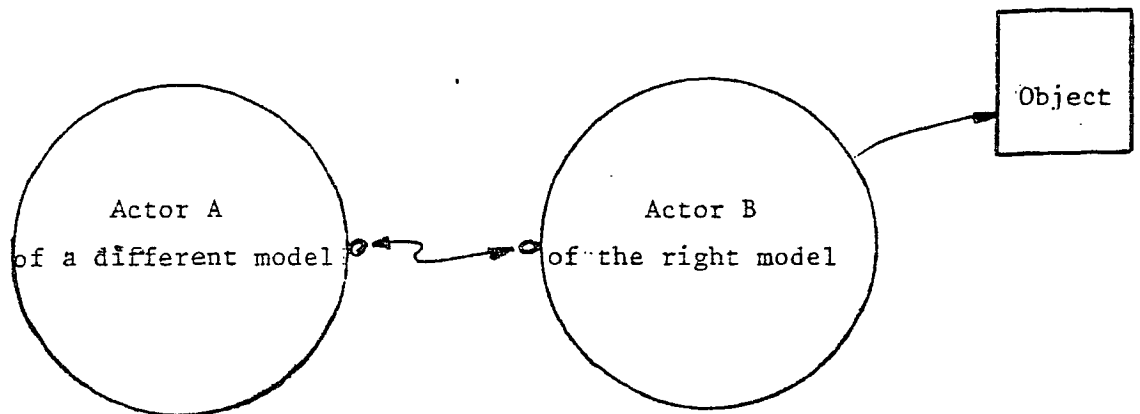 Object
Actor A
of a different model
Actor B
of the right model